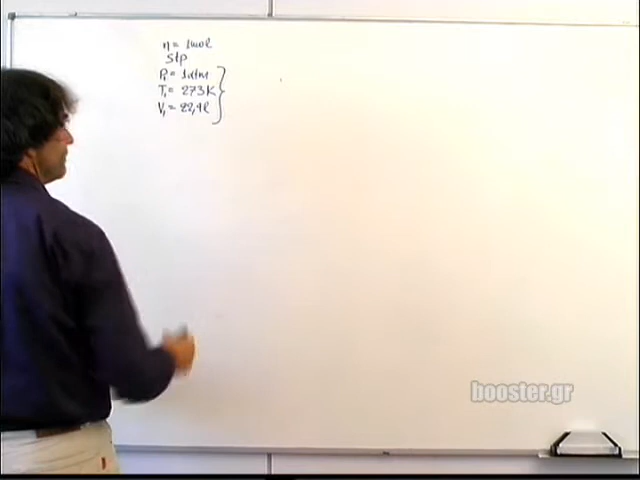 n = 1mol
stp
P₁ = 1atm
T₁ = 273K
V₁ = 22,4l
booster.gr